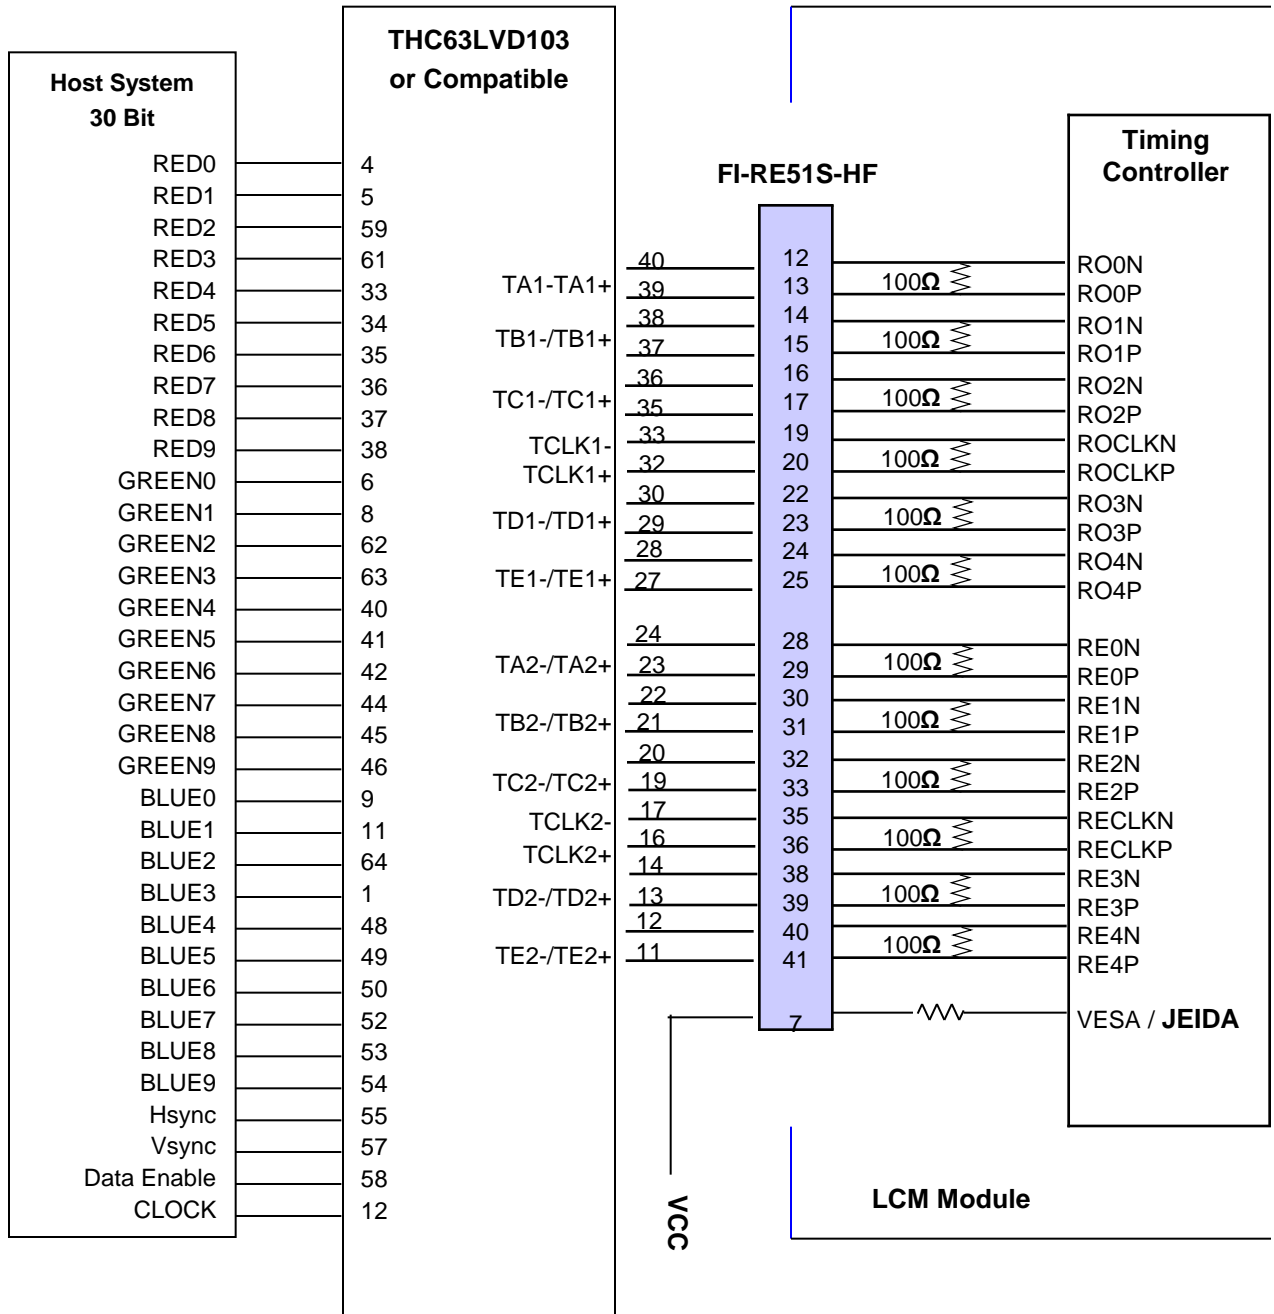 THC63LVD103
or Compatible
Host System
30 Bit
RED0 4
RED1 5
RED2 59
RED3 61
RED4 33
RED5 34
RED6 35
RED7 36
RED8 37
RED9 38
GREEN0 6
GREEN1 8
GREEN2 62
GREEN3 63
GREEN4 40
GREEN5 41
GREEN6 42
GREEN7 44
GREEN8 45
GREEN9 46
BLUE0 9
BLUE1 11
BLUE2 64
BLUE3 1
BLUE4 48
BLUE5 49
BLUE6 50
BLUE7 52
BLUE8 53
BLUE9 54
Hsync 55
Vsync 57
Data Enable 58
CLOCK 12
TA1-TA1+
TB1-/TB1+
TC1-/TC1+
TCLK1-
TCLK1+
TD1-/TD1+
TE1-/TE1+
TA2-/TA2+
TB2-/TB2+
TC2-/TC2+
TCLK2-
TCLK2+
TD2-/TD2+
TE2-/TE2+
40
39
38
37
36
35
33
32
30
29
28
27
24
23
22
21
20
19
17
16
14
13
12
11
VCC
FI-RE51S-HF
12
13
14
15
16
17
19
20
22
23
24
25
28
29
30
31
32
33
35
36
38
39
40
41
7
100Ω
100Ω
100Ω
100Ω
100Ω
100Ω
100Ω
100Ω
100Ω
100Ω
100Ω
100Ω
Timing
Controller
RO0N
RO0P
RO1N
RO1P
RO2N
RO2P
ROCLKN
ROCLKP
RO3N
RO3P
RO4N
RO4P
RE0N
RE0P
RE1N
RE1P
RE2N
RE2P
RECLKN
RECLKP
RE3N
RE3P
RE4N
RE4P
VESA / JEIDA
LCM Module